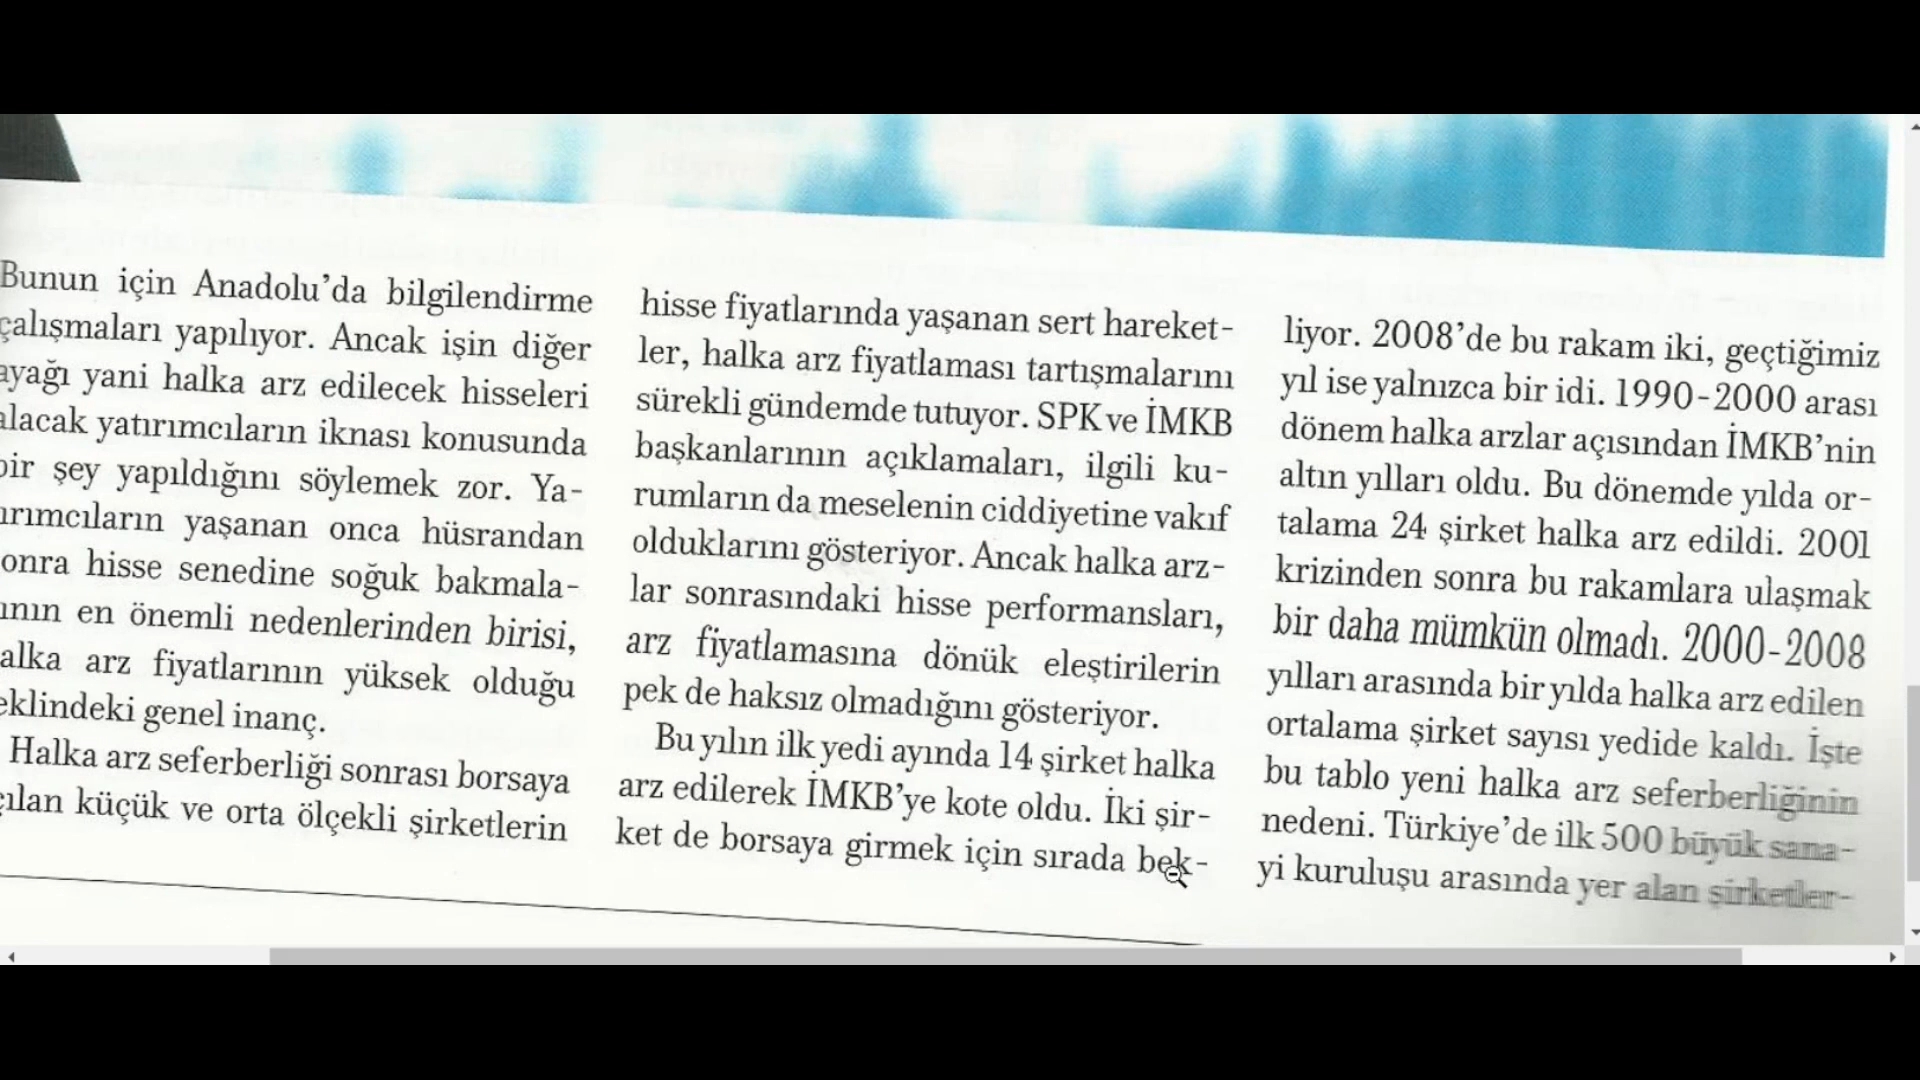 Bunun için Anadolu'da bilgilendirme
çalışmaları yapılıyor. Ancak işin diğer
ayağı yani halka arz edilecek hisseleri
alacak yatırımcıların iknası konusunda
bir şey yapıldığını söylemek zor. Ya-
ırımcıların yaşanan onca hüsrandan
onra hisse senedine soğuk bakmala-
ının en önemli nedenlerinden birisi,
alka arz fiyatlarının yüksek olduğu
eklindeki genel inanç.
Halka arz seferberliği sonrası borsaya
çılan küçük ve orta ölçekli şirketlerin
hisse fiyatlarında yaşanan sert hareket-
ler, halka arz fiyatlaması tartışmalarını
sürekli gündemde tutuyor. SPK ve İMKB
başkanlarının açıklamaları, ilgili ku-
rumların da meselenin ciddiyetine vakıf
olduklarını gösteriyor. Ancak halka arz-
lar sonrasındaki hisse performansları,
arz fiyatlamasına dönük eleştirilerin
pek de haksız olmadığını gösteriyor.
Bu yılın ilk yedi ayında 14 şirket halka
arz edilerek İMKB'ye kote oldu. İki şir-
ket de borsaya girmek için sırada bek-
liyor. 2008'de bu rakam iki, geçtiğimiz
yıl ise yalnızca bir idi. 1990-2000 arası
dönem halka arzlar açısından İMKB'nin
altın yılları oldu. Bu dönemde yılda or-
talama 24 şirket halka arz edildi. 2001
krizinden sonra bu rakamlara ulaşmak
bir daha mümkün olmadı. 2000-2008
yılları arasında bir yılda halka arz edilen
ortalama şirket sayısı yedide kaldı. İşte
bu tablo yeni halka arz seferberliğinin
nedeni. Türkiye'de ilk 500 büyük sana-
yi kuruluşu arasında yer alan şirketler-